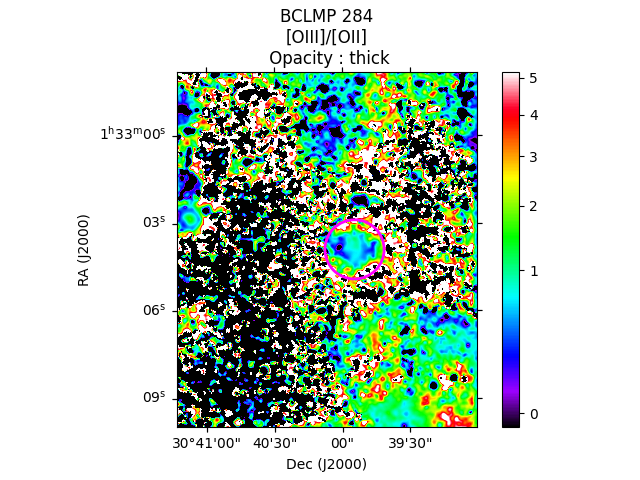 BCLMP 284
[OIII]/[OII]
Opacity : thick
1ʰ33ᵐ00ˢ
03ˢ
06ˢ
09ˢ
RA (J2000)
30°41'00" 40'30" 00" 39'30"
Dec (J2000)
5
4
3
2
1
0